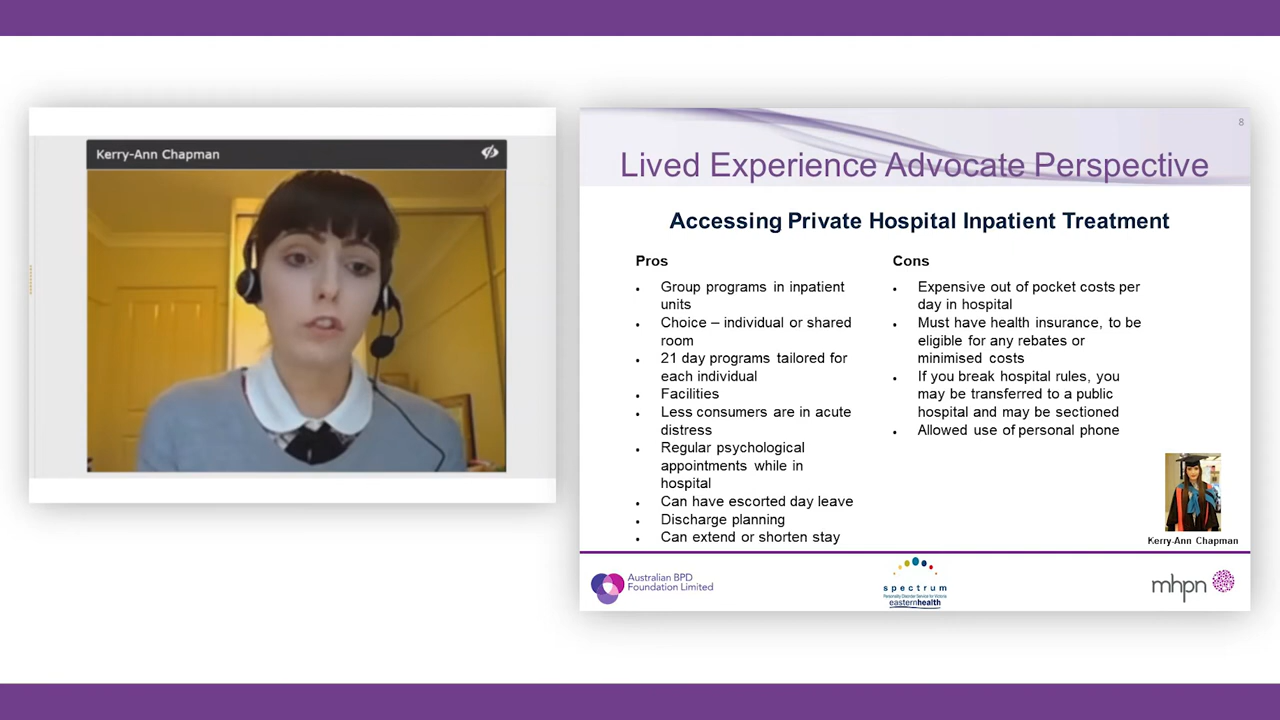 Kerry-Ann Chapman
8
Lived Experience Advocate Perspective
Accessing Private Hospital Inpatient Treatment
Pros
Group programs in inpatient
units
Choice – individual or shared
room
21 day programs tailored for
each individual
Facilities
Less consumers are in acute
distress
Regular psychological
appointments while in
hospital
Can have escorted day leave
Discharge planning
Can extend or shorten stay
Cons
Expensive out of pocket costs per
day in hospital
Must have health insurance, to be
eligible for any rebates or
minimised costs
If you break hospital rules, you
may be transferred to a public
hospital and may be sectioned
Allowed use of personal phone
Kerry-Ann Chapman
Australian BPD
Foundation Limited
spectrum
Personality Disorder Service for Victoria
easternhealth
mhpn